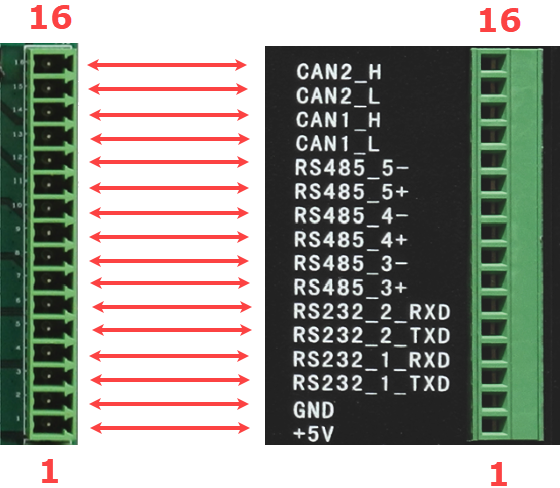 16
16
CAN2_H
CAN2_L
CAN1_H
CAN1_L
RS485_5-
RS485_5+
RS485_4-
RS485_4+
RS485_3-
RS485_3+
RS232_2_RXD
RS232_2_TXD
RS232_1_RXD
RS232_1_TXD
GND
+5V
1
1